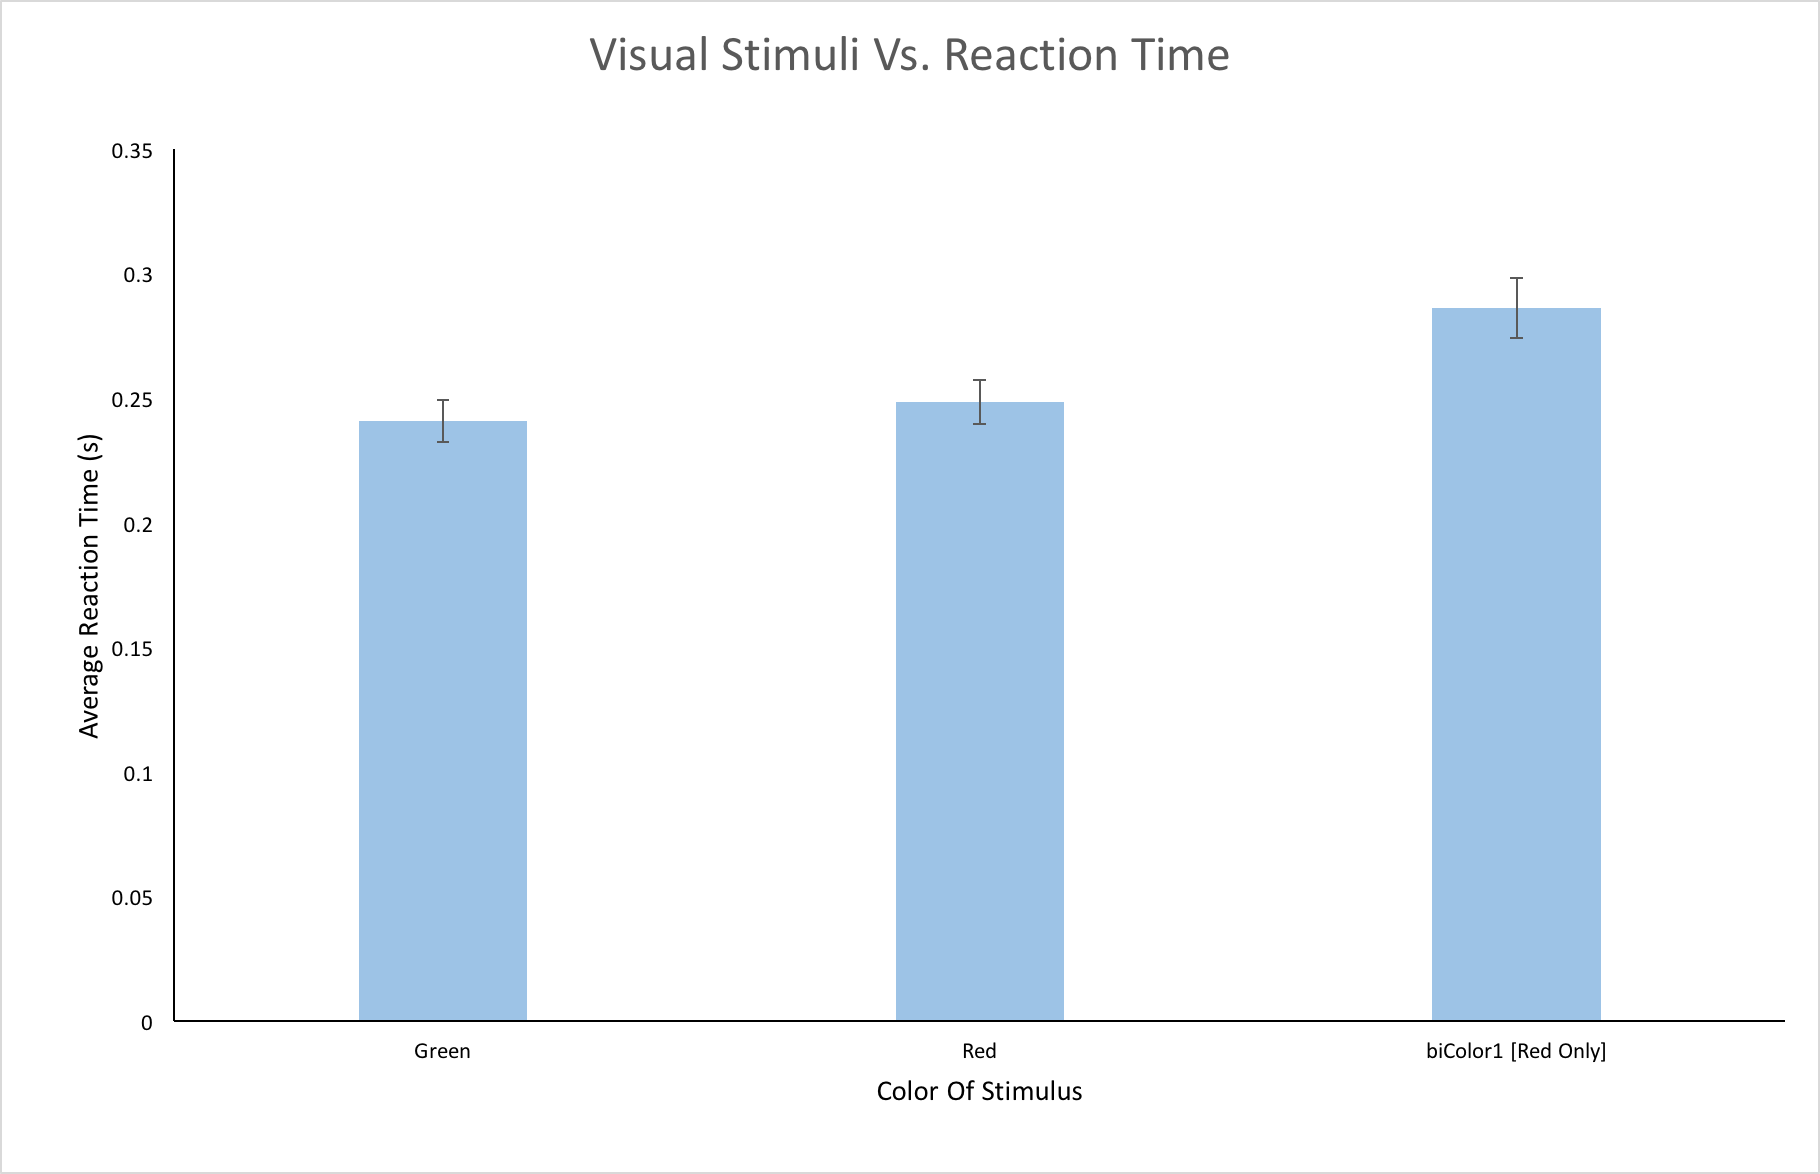 Visual Stimuli Vs. Reaction Time
0.35
0.3
0.25
0.2
0.15
0.1
0.05
0
Average Reaction Time (s)
Green
Red
biColor1 [Red Only]
Color Of Stimulus